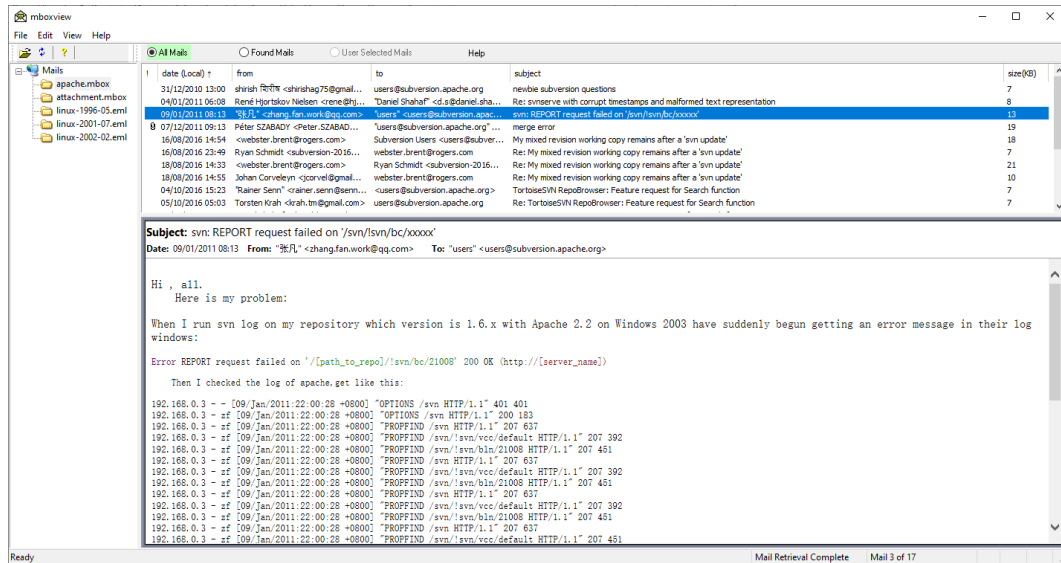 mboxview
File Edit View Help
All Mails Found Mails User Selected Mails Help
Mails
apache.mbox
attachment.mbox
linux-1996-05.eml
linux-2001-07.eml
linux-2002-02.eml
! date (Local) ↑ from to subject size(KB)
31/12/2010 13:00 shirish शिरीष <shirishag75@gmail... users@subversion.apache.org newbie subversion questions 7
04/01/2011 06:08 René Hjortskov Nielsen <rene@hj... "Daniel Shahaf" <d.s@daniel.sha... Re: svnserve with corrupt timestamps and malformed text representation 8
09/01/2011 08:13 "张凡" <zhang.fan.work@qq.com> "users" <users@subversion.apac... svn: REPORT request failed on '/svn/!svn/bc/xxxxx' 13
07/12/2011 09:13 Péter SZABADY <Peter.SZABAD... "users@subversion.apache.org" ... merge error 19
16/08/2016 14:54 <webster.brent@rogers.com> Subversion Users <users@subver... My mixed revision working copy remains after a 'svn update' 18
16/08/2016 23:49 Ryan Schmidt <subversion-2016... webster.brent@rogers.com Re: My mixed revision working copy remains after a 'svn update' 7
18/08/2016 14:33 <webster.brent@rogers.com> Ryan Schmidt <subversion-2016... Re: My mixed revision working copy remains after a 'svn update' 21
18/08/2016 14:55 Johan Corveleyn <jcorvel@gmail... webster.brent@rogers.com Re: My mixed revision working copy remains after a 'svn update' 10
04/10/2016 15:23 "Rainer Senn" <rainer.senn@senn... <users@subversion.apache.org> TortoiseSVN RepoBrowser: Feature request for Search function 7
05/10/2016 05:03 Torsten Krah <krah.tm@gmail.com> users@subversion.apache.org Re: TortoiseSVN RepoBrowser: Feature request for Search function 7
Subject: svn: REPORT request failed on '/svn/!svn/bc/xxxxx'
Date: 09/01/2011 08:13 From: "张凡" <zhang.fan.work@qq.com> To: "users" <users@subversion.apache.org>
Hi , all.
Here is my problem:
When I run svn log on my repository which version is 1.6.x with Apache 2.2 on Windows 2003 have suddenly begun getting an error message in their log
windows:
Error REPORT request failed on '/[path_to_repo]/!svn/bc/21008' 200 OK (http://[server_name])
Then I checked the log of apache,get like this:
192.168.0.3 - - [09/Jan/2011:22:00:28 +0800] "OPTIONS /svn HTTP/1.1" 401 401
192.168.0.3 - zf [09/Jan/2011:22:00:28 +0800] "OPTIONS /svn HTTP/1.1" 200 183
192.168.0.3 - zf [09/Jan/2011:22:00:28 +0800] "PROPFIND /svn HTTP/1.1" 207 637
192.168.0.3 - zf [09/Jan/2011:22:00:28 +0800] "PROPFIND /svn/!svn/vcc/default HTTP/1.1" 207 392
192.168.0.3 - zf [09/Jan/2011:22:00:28 +0800] "PROPFIND /svn/!svn/bln/21008 HTTP/1.1" 207 451
192.168.0.3 - zf [09/Jan/2011:22:00:28 +0800] "PROPFIND /svn HTTP/1.1" 207 637
192.168.0.3 - zf [09/Jan/2011:22:00:28 +0800] "PROPFIND /svn/!svn/vcc/default HTTP/1.1" 207 392
192.168.0.3 - zf [09/Jan/2011:22:00:28 +0800] "PROPFIND /svn/!svn/bln/21008 HTTP/1.1" 207 451
192.168.0.3 - zf [09/Jan/2011:22:00:28 +0800] "PROPFIND /svn HTTP/1.1" 207 637
192.168.0.3 - zf [09/Jan/2011:22:00:28 +0800] "PROPFIND /svn/!svn/vcc/default HTTP/1.1" 207 392
192.168.0.3 - zf [09/Jan/2011:22:00:28 +0800] "PROPFIND /svn/!svn/bln/21008 HTTP/1.1" 207 451
192.168.0.3 - zf [09/Jan/2011:22:00:28 +0800] "PROPFIND /svn HTTP/1.1" 207 637
192.168.0.3 - zf [09/Jan/2011:22:00:28 +0800] "PROPFIND /svn/!svn/vcc/default HTTP/1.1" 207 451
Ready Mail Retrieval Complete Mail 3 of 17